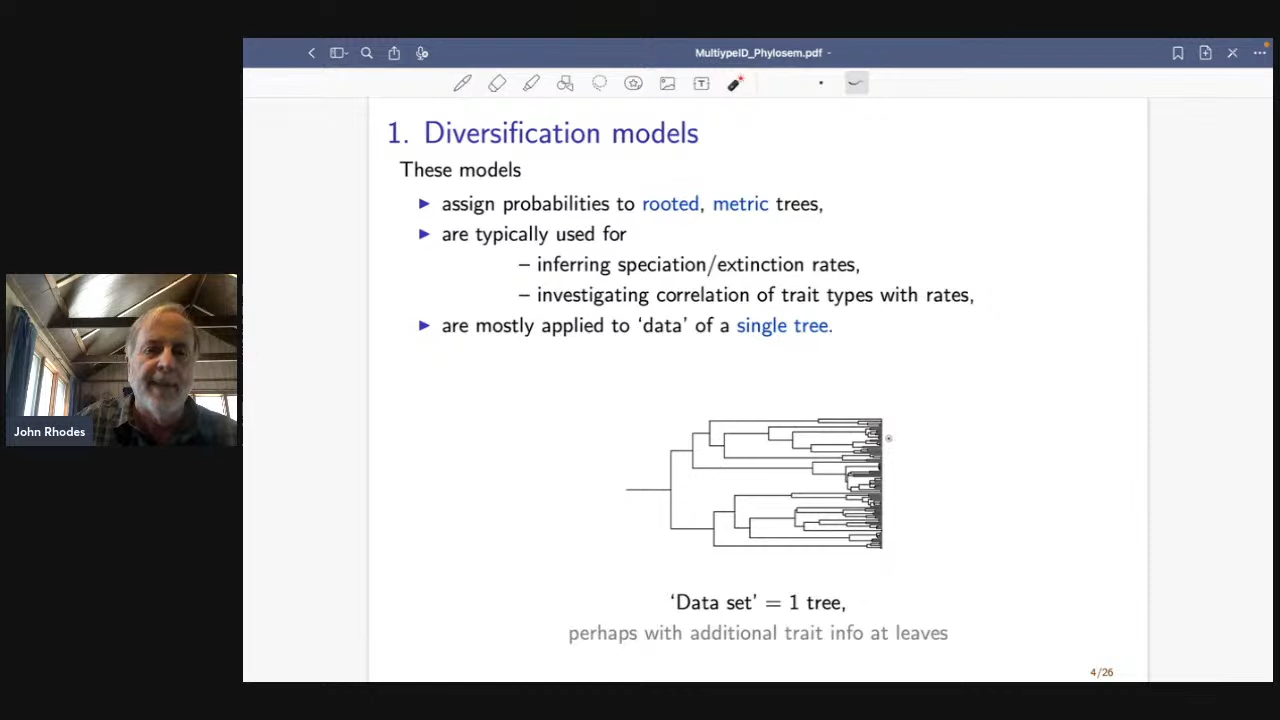 MultiypeID_Phylosem.pdf
1. Diversification models
These models
▶ assign probabilities to rooted, metric trees,
▶ are typically used for
– inferring speciation/extinction rates,
– investigating correlation of trait types with rates,
▶ are mostly applied to ‘data’ of a single tree.
John Rhodes
‘Data set’ = 1 tree,
perhaps with additional trait info at leaves
4/26